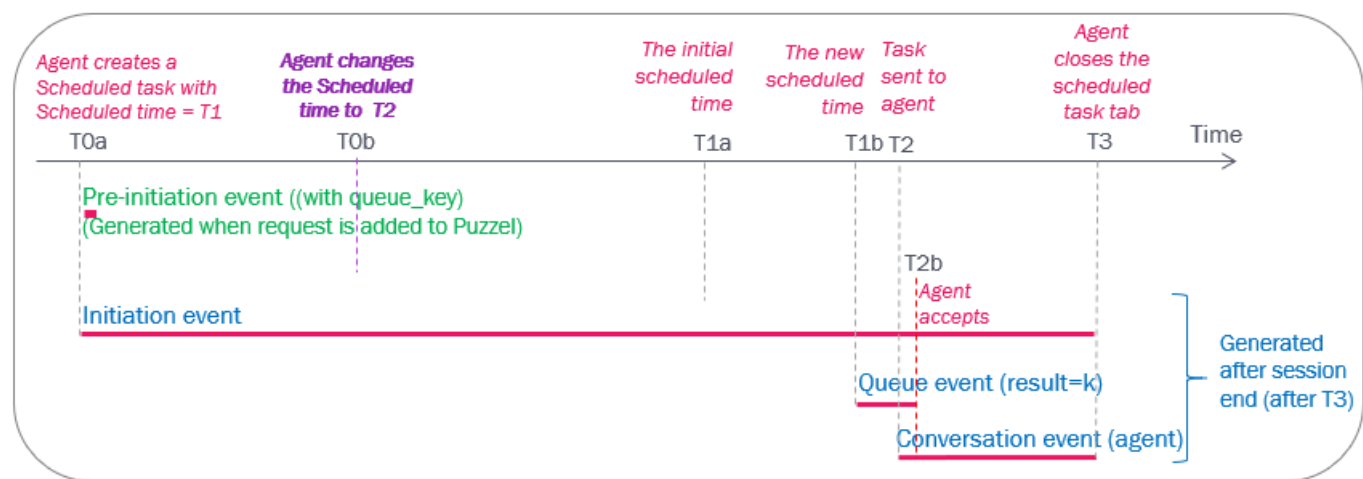 Agent creates a
Scheduled task with
Scheduled time = T1
Agent changes
the Scheduled
time to T2
The initial
scheduled
time
The new
scheduled
time
Task
sent to
agent
Agent
closes the
scheduled
task tab
T0a
T0b
T1a
T1b
T2
T3
Time
Pre-initiation event ((with queue_key)
(Generated when request is added to Puzzel)
T2b
Agent
accepts
Initiation event
Queue event (result=k)
Conversation event (agent)
Generated
after session
end (after T3)